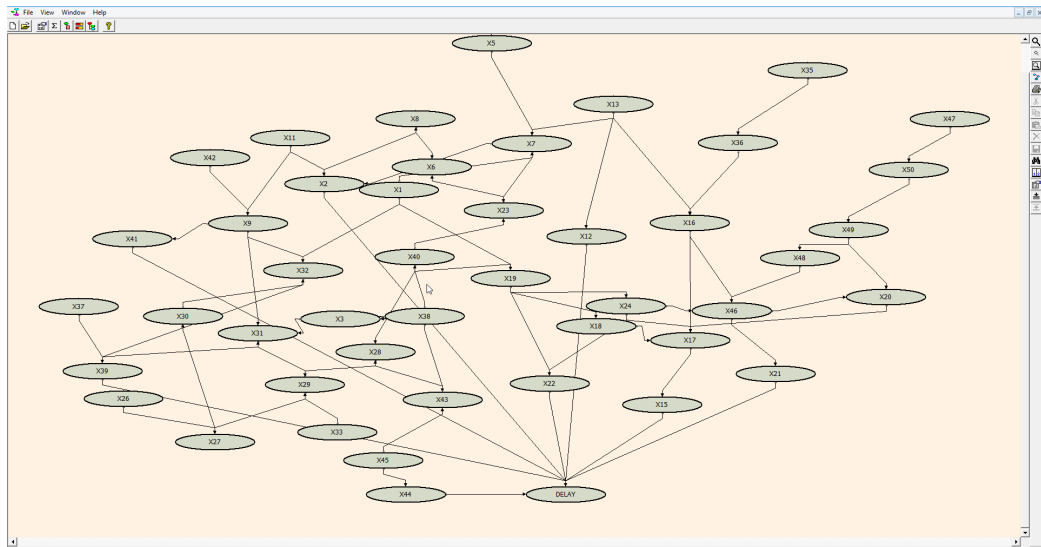 File View Window Help
X5
X35
X13
X8
X47
X11
X7
X36
X42
X6
X50
X2
X1
X23
X9
X16
X49
X41
X12
X40
X48
X32
X19
X20
X37
X24
X46
X30
X3
X38
X18
X31
X17
X28
X39
X21
X29
X22
X26
X43
X15
X33
X27
X45
X44
DELAY